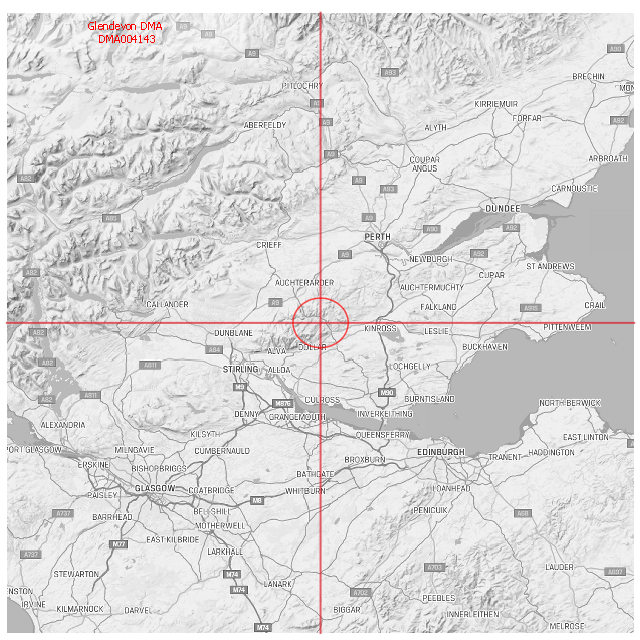 Glendevon DMA
DMA004143
A9
A9
A9
A90
A93
BRECHIN
PITLOCHRY
A9
KIRRIEMUIR
FORFAR
A92
ABERFELDY
A9
ALYTH
A9
COUPAR
ANGUS
ARBROATH
A82
A9
A93
CARNOUSTIE
DUNDEE
A85
A9
A90
A92
PERTH
CRIEFF
A9
A92
NEWBURGH
ST ANDREWS
A82
CUPAR
AUCHTERARDER
AUCHTERMUCHTY
CALLANDER
A9
FALKLAND
A915
CRAIL
A82
DUNBLANE
KINROSS
LESLIE
PITTENWEEM
A84
ALVA
DOLLAR
BUCKHAVEN
A82
A811
STIRLING
ALLOA
LOCHGELLY
M9
M90
A82
A811
M876
CULROSS
BURNTISLAND
NORTH BERWICK
DENNY
GRANGEMOUTH
INVERKEITHING
ALEXANDRIA
KILSYTH
QUEENSFERRY
EAST LINTON
PORT GLASGOW
MILNGAVIE
CUMBERNAULD
EDINBURGH
HADDINGTON
ERSKINE
BISHOPBRIGGS
BROXBURN
TRANENT
BATHGATE
GLASGOW
COATBRIDGE
WHITBURN
LOANHEAD
PAISLEY
M8
BARRHEAD
A737
BELLSHILL
PENICUIK
A68
MOTHERWELL
M77
EAST KILBRIDE
A737
LARKHALL
STEWARTON
M74
A703
LAUDER
A697
LANARK
M74
A702
IRVINE
KILMARNOCK
DARVEL
BIGGAR
PEEBLES
INNERLEITHEN
M74
MELROSE